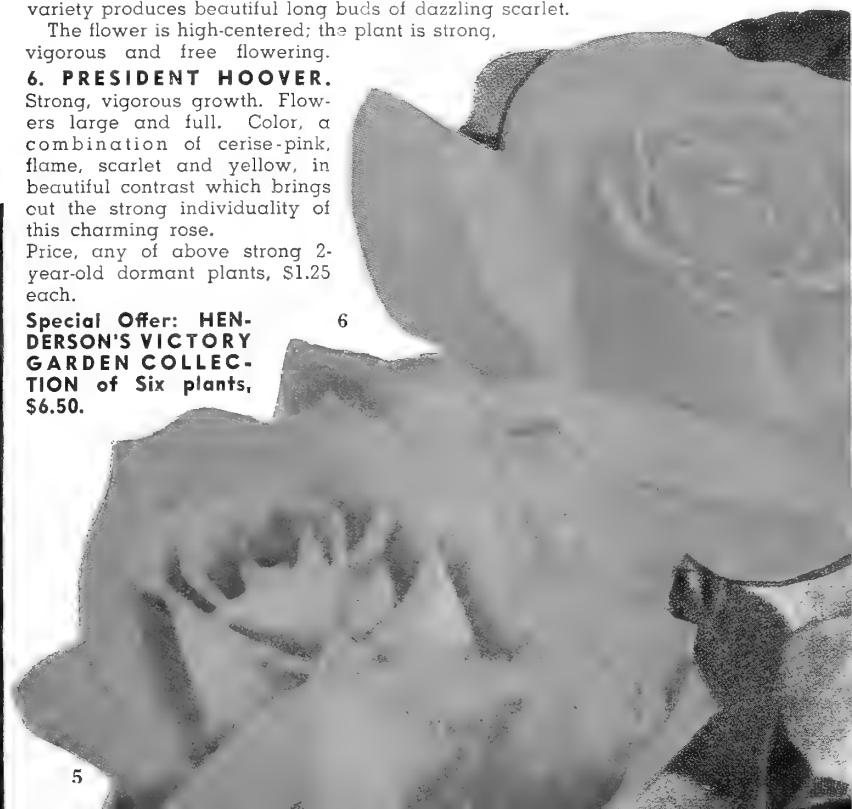 variety produces beautiful long buds of dazzling scarlet.
The flower is high-centered; the plant is strong,
vigorous and free flowering.
6. PRESIDENT HOOVER.
Strong, vigorous growth. Flow-
ers large and full. Color, a
combination of cerise-pink,
flame, scarlet and yellow, in
beautiful contrast which brings
out the strong individuality of
this charming rose.
Price, any of above strong 2-
year-old dormant plants, $1.25
each.
Special Offer: HEN-
DERSON'S VICTORY
GARDEN COLLEC-
TION of Six plants,
$6.50.
6
5